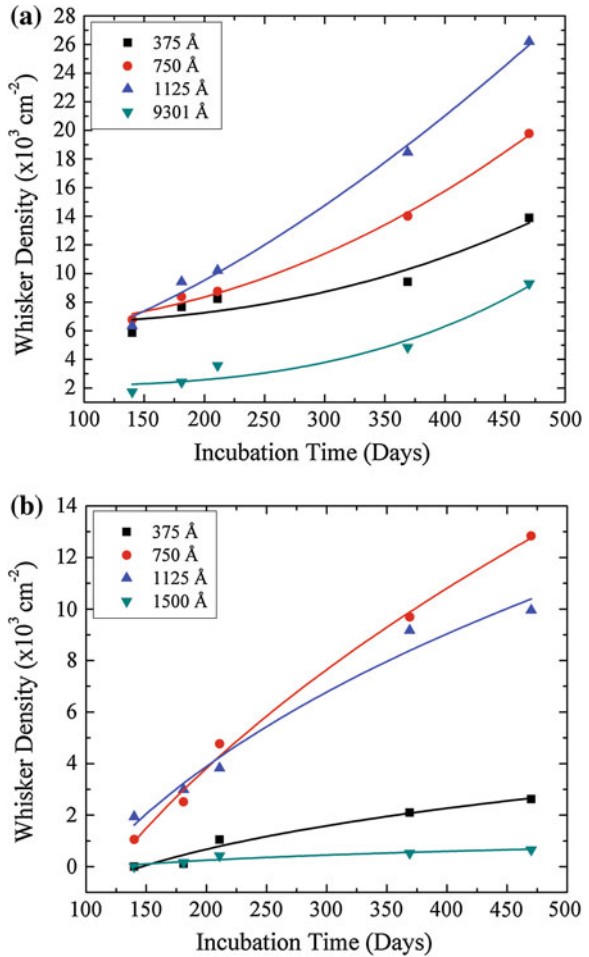 (a)
375 Å
750 Å
1125 Å
9301 Å
28
26
24
22
20
18
16
14
12
10
8
6
4
2
Whisker Density (x10³ cm⁻²)
100 150 200 250 300 350 400 450 500
Incubation Time (Days)
(b)
375 Å
750 Å
1125 Å
1500 Å
14
12
10
8
6
4
2
0
Whisker Density (x10³ cm⁻²)
100 150 200 250 300 350 400 450 500
Incubation Time (Days)